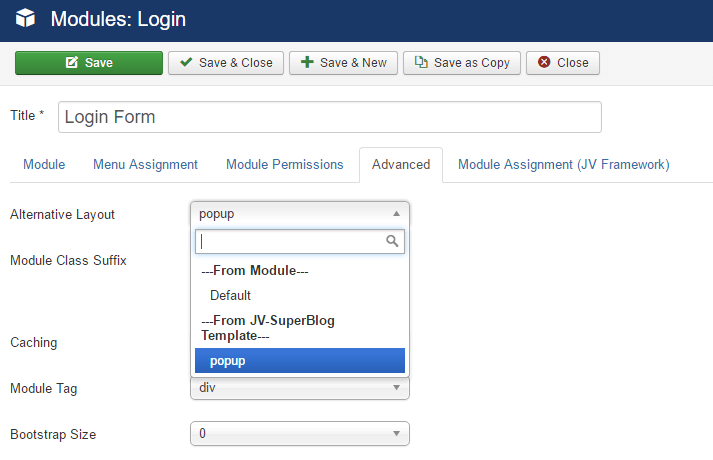 Modules: Login
Save
Save & Close
Save & New
Save as Copy
Close
Title *
Login Form
Module
Menu Assignment
Module Permissions
Advanced
Module Assignment (JV Framework)
Alternative Layout
popup
---From Module---
Default
---From JV-SuperBlog
Template---
popup
Module Class Suffix
Caching
Module Tag
div
Bootstrap Size
0